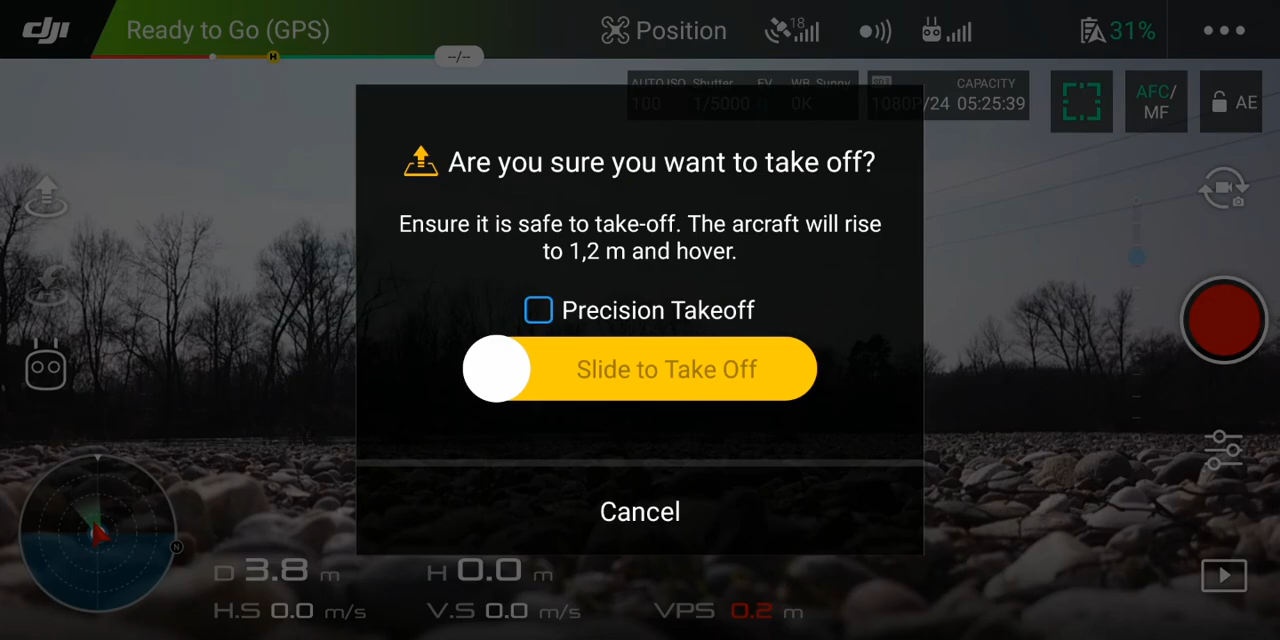 dji
Ready to Go (GPS)
Position
18
31%
--/--
H
AUTO ISO Shutter EV WB Sunny
100 1/5000 0K
CAPACITY
1080P/24 05:25:39
AFC/
MF
AE
Are you sure you want to take off?
Ensure it is safe to take-off. The arcraft will rise
to 1,2 m and hover.
Precision Takeoff
Slide to Take Off
Cancel
N
D 3.8 m H 0.0 m
H.S 0.0 m/s V.S 0.0 m/s VPS 0.2 m